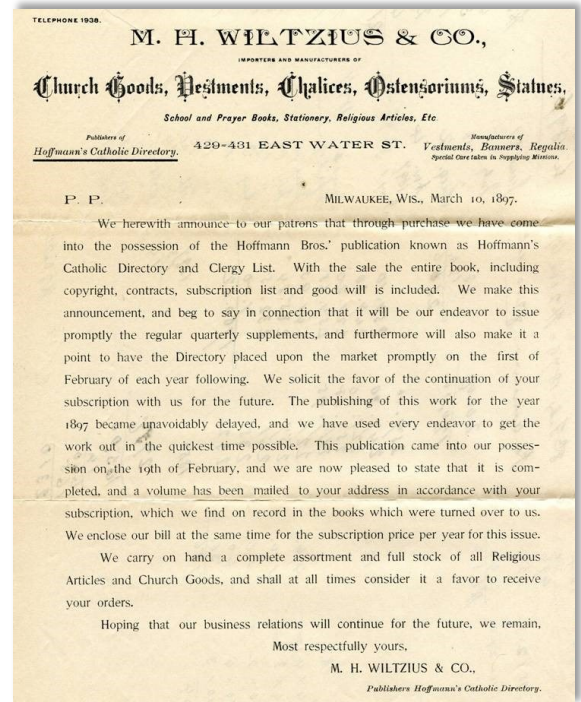 TELEPHONE 1938.
M. H. WILTZIUS & CO.,
IMPORTERS AND MANUFACTURERS OF
Church Goods, Vestments, Chalices, Ostensoriums, Statues,
School and Prayer Books, Stationery, Religious Articles, Etc
Publishers of
Hoffmann's Catholic Directory.
429-431 EAST WATER ST.
Manufacturers of
Vestments, Banners, Regalia.
Special Care taken in Supplying Missions.
P. P.
MILWAUKEE, WIS., March 10, 1897.
We herewith announce to our patrons that through purchase we have come
into the possession of the Hoffmann Bros.' publication known as Hoffmann's
Catholic Directory and Clergy List. With the sale the entire book, including
copyright, contracts, subscription list and good will is included. We make this
announcement, and beg to say in connection that it will be our endeavor to issue
promptly the regular quarterly supplements, and furthermore will also make it a
point to have the Directory placed upon the market promptly on the first of
February of each year following. We solicit the favor of the continuation of your
subscription with us for the future. The publishing of this work for the year
1897 became unavoidably delayed, and we have used every endeavor to get the
work out in the quickest time possible. This publication came into our posses-
sion on the 19th of February, and we are now pleased to state that it is com-
pleted, and a volume has been mailed to your address in accordance with your
subscription, which we find on record in the books which were turned over to us.
We enclose our bill at the same time for the subscription price per year for this issue.
We carry on hand a complete assortment and full stock of all Religious
Articles and Church Goods, and shall at all times consider it a favor to receive
your orders.
Hoping that our business relations will continue for the future, we remain,
Most respectfully yours,
M. H. WILTZIUS & CO.,
Publishers Hoffmann's Catholic Directory.